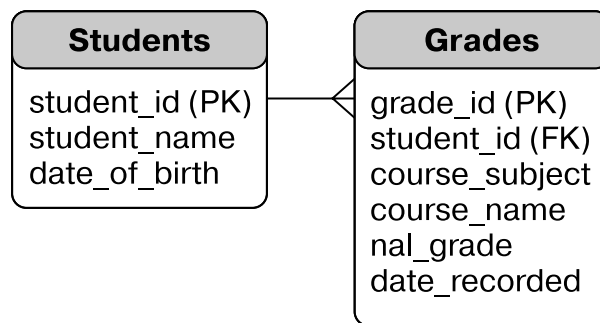 Students
student_id (PK)
student_name
date_of_birth
Grades
grade_id (PK)
student_id (FK)
course_subject
course_name
nal_grade
date_recorded